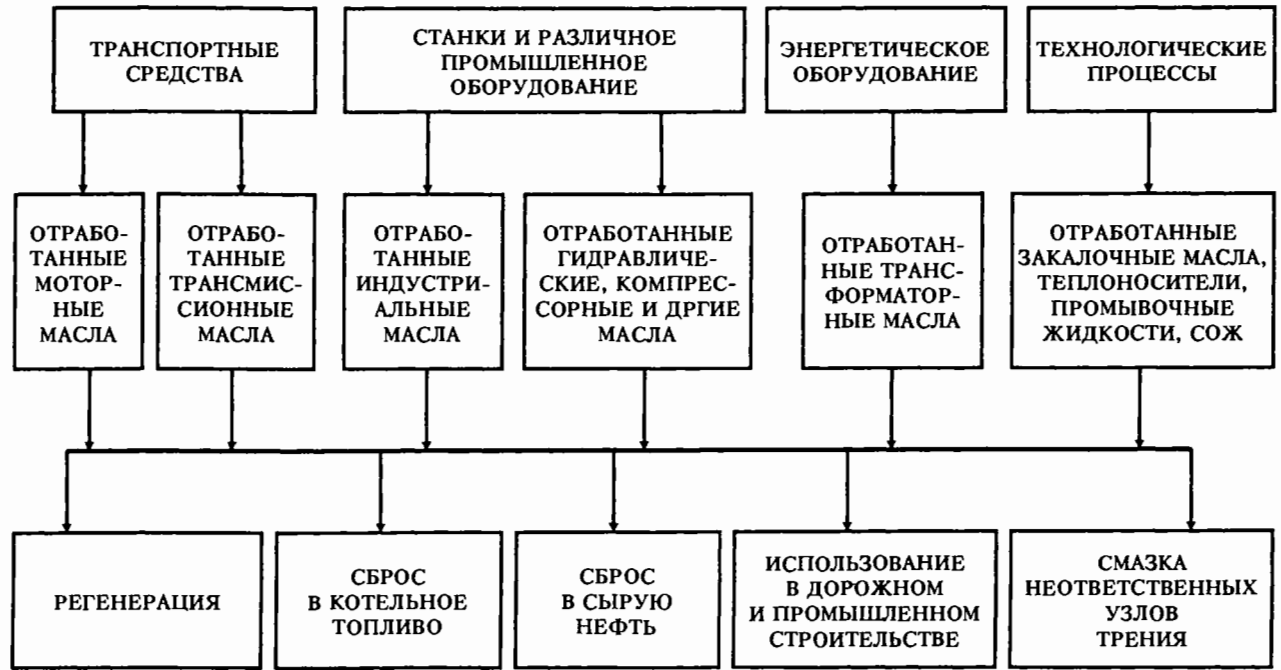 ТРАНСПОРТНЫЕ
СРЕДСТВА
СТАНКИ И РАЗЛИЧНОЕ
ПРОМЫШЛЕННОЕ
ОБОРУДОВАНИЕ
ЭНЕРГЕТИЧЕСКОЕ
ОБОРУДОВАНИЕ
ТЕХНОЛОГИЧЕСКИЕ
ПРОЦЕССЫ
ОТРАБО-
ТАННЫЕ
МОТОР-
НЫЕ
МАСЛА
ОТРАБО-
ТАННЫЕ
ТРАНСМИС-
СИОННЫЕ
МАСЛА
ОТРАБО-
ТАННЫЕ
ИНДУСТРИ-
АЛЬНЫЕ
МАСЛА
ОТРАБОТАННЫЕ
ГИДРАВЛИЧЕ-
СКИЕ, КОМПРЕС-
СОРНЫЕ И ДРГИЕ
МАСЛА
ОТРАБОТАН-
НЫЕ ТРАНС-
ФОРМАТОР-
НЫЕ МАСЛА
ОТРАБОТАННЫЕ
ЗАКАЛОЧНЫЕ МАСЛА,
ТЕПЛОНОСИТЕЛИ,
ПРОМЫВОЧНЫЕ
ЖИДКОСТИ, СОЖ
РЕГЕНЕРАЦИЯ
СБРОС
В КОТЕЛЬНОЕ
ТОПЛИВО
СБРОС
В СЫРУЮ
НЕФТЬ
ИСПОЛЬЗОВАНИЕ
В ДОРОЖНОМ
И ПРОМЫШЛЕННОМ
СТРОИТЕЛЬСТВЕ
СМАЗКА
НЕОТВЕТСТВЕННЫХ
УЗЛОВ
ТРЕНИЯ